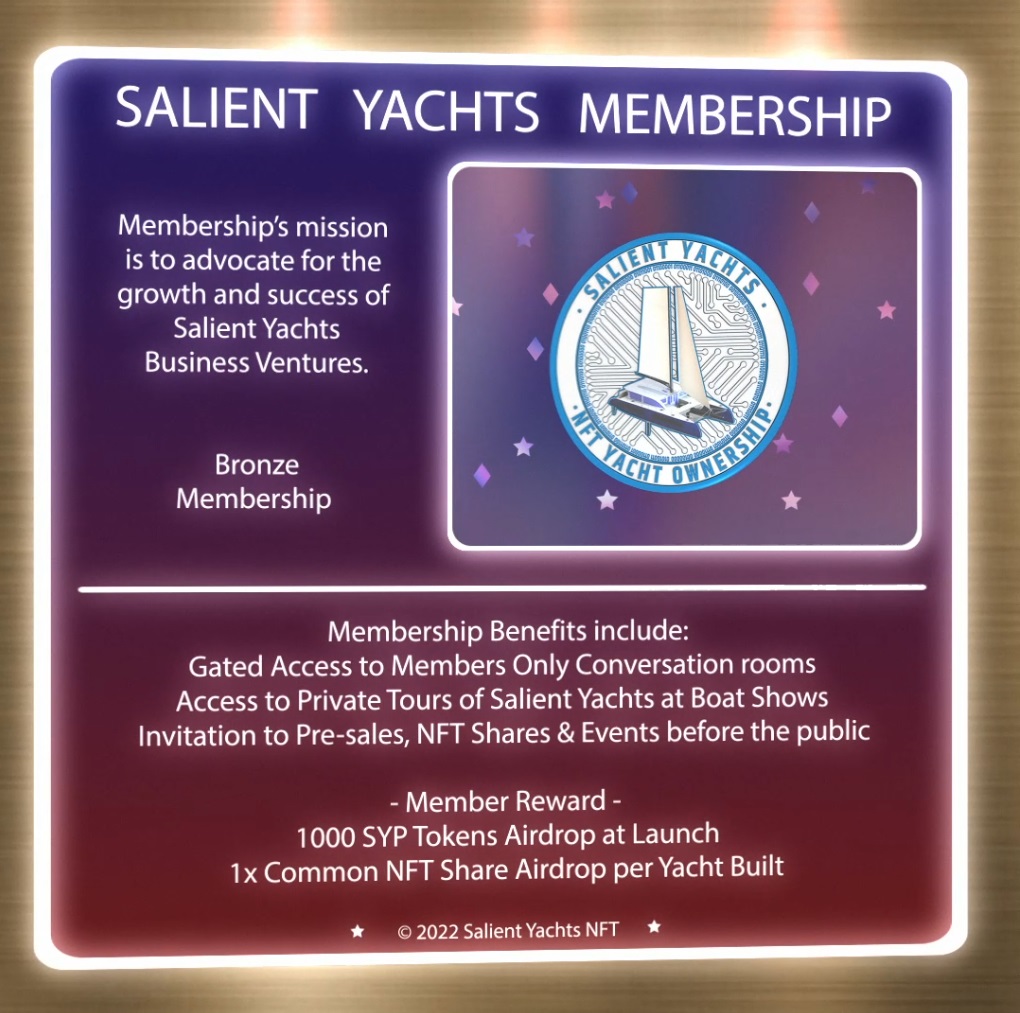 SALIENT YACHTS MEMBERSHIP
Membership's mission
is to advocate for the
growth and success of
Salient Yachts
Business Ventures.
Bronze
Membership
SALIENT YACHTS
NFT YACHT OWNERSHIP
Membership Benefits include:
Gated Access to Members Only Conversation rooms
Access to Private Tours of Salient Yachts at Boat Shows
Invitation to Pre-sales, NFT Shares & Events before the public
- Member Reward -
1000 SYP Tokens Airdrop at Launch
1x Common NFT Share Airdrop per Yacht Built
© 2022 Salient Yachts NFT